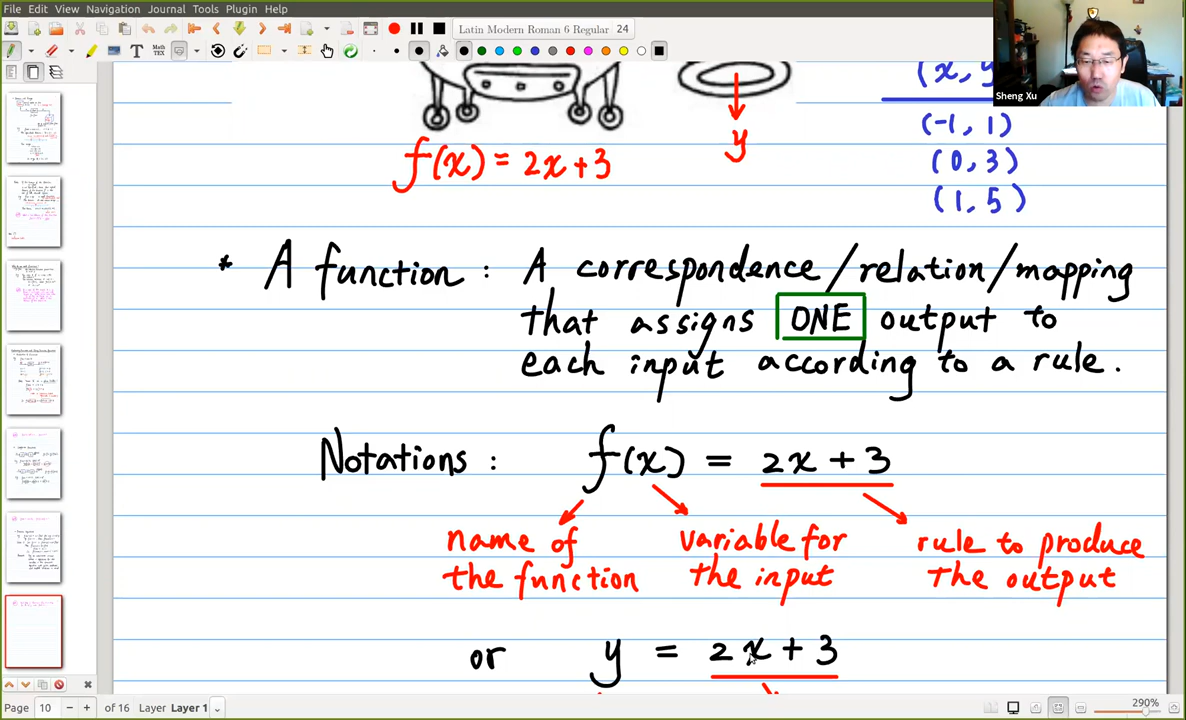 File Edit View Navigation Journal Tools Plugin Help
Latin Modern Roman 6 Regular 24
T Math TEX
Sheng Xu
(x, y
(-1, 1)
(0, 3)
(1, 5)
y
f(x) = 2x+3
* A function : A correspondence/relation/mapping
that assigns ONE output to
each input according to a rule.
Notations : f(x) = 2x + 3
name of variable for rule to produce
the function the input the output
or y = 2x + 3
Page 10 of 16 Layer Layer 1 290%